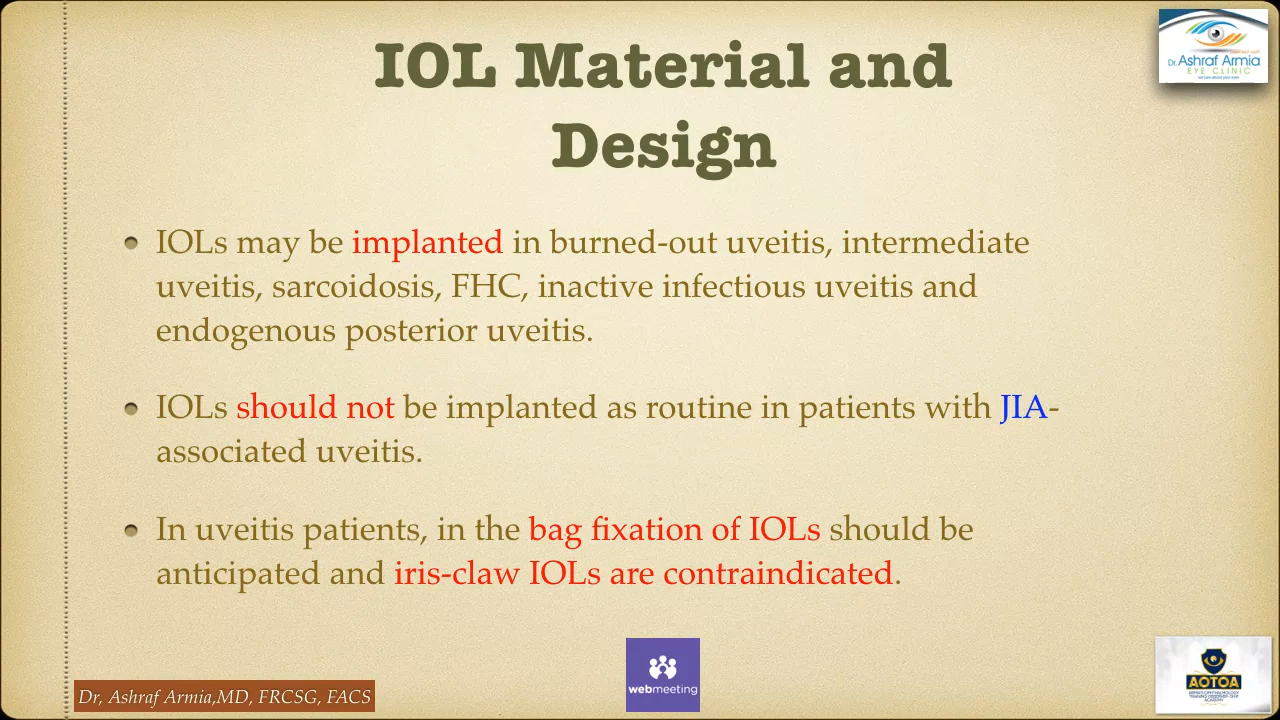 IOL Material and
Design
Dr. Ashraf Armia
EYE CLINIC
IOLs may be implanted in burned-out uveitis, intermediate
uveitis, sarcoidosis, FHC, inactive infectious uveitis and
endogenous posterior uveitis.
IOLs should not be implanted as routine in patients with JIA-
associated uveitis.
In uveitis patients, in the bag fixation of IOLs should be
anticipated and iris-claw IOLs are contraindicated.
webmeeting
AOTOA
ACADEMY
Dr, Ashraf Armia,MD, FRCSG, FACS